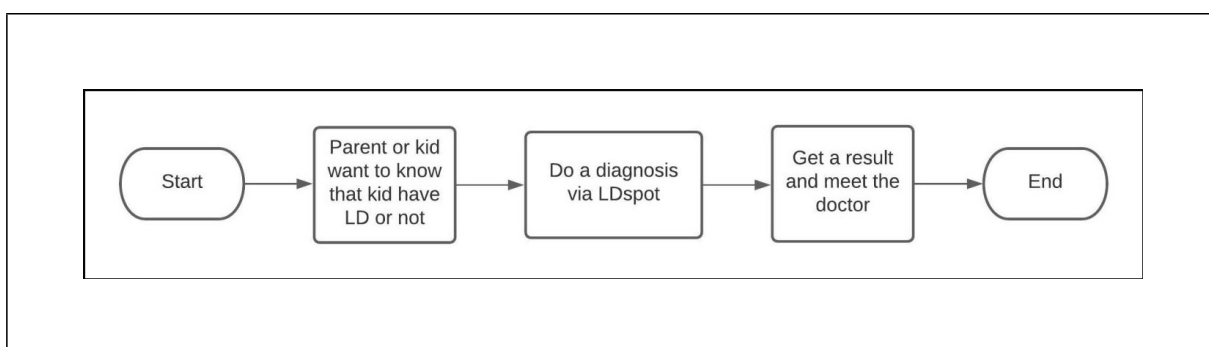 Start
Parent or kid
want to know
that kid have
LD or not
Do a diagnosis
via LDspot
Get a result
and meet the
doctor
End